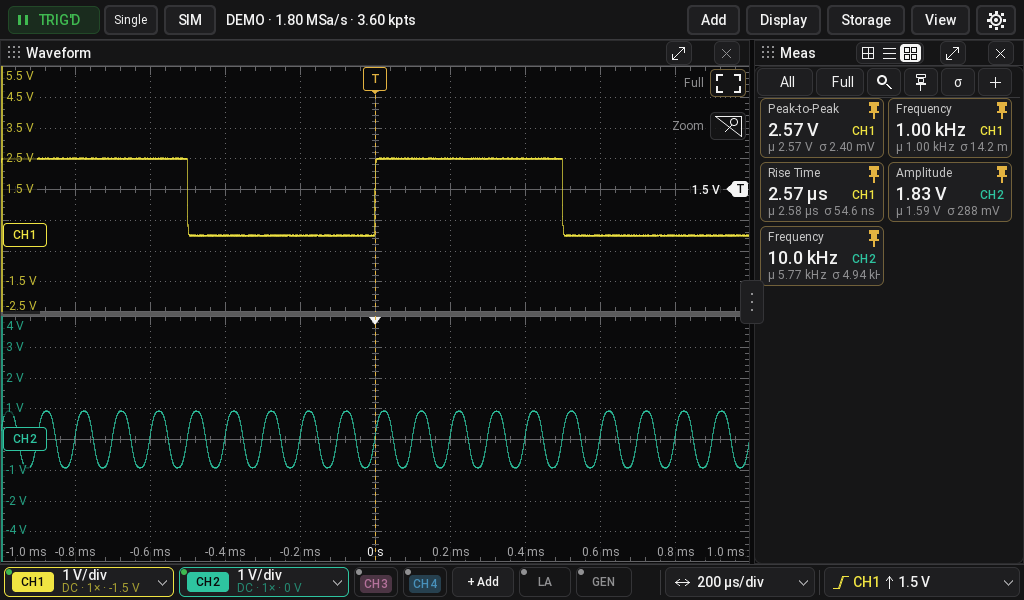 TRIG'D Single SIM DEMO · 1.80 MSa/s · 3.60 kpts Add Display Storage View
Waveform
5.5 V
4.5 V
3.5 V
2.5 V
1.5 V
CH1
-1.5 V
-2.5 V
T
Full
Zoom
1.5 V T
4 V
3 V
2 V
1 V
CH2
-1 V
-2 V
-4 V
-1.0 ms -0.8 ms -0.6 ms -0.4 ms -0.2 ms 0 s 0.2 ms 0.4 ms 0.6 ms 0.8 ms 1.0 ms
Meas
All Full σ +
Peak-to-Peak
2.57 V CH1
μ 2.57 V σ 2.40 mV
Frequency
1.00 kHz CH1
μ 1.00 kHz σ 14.2 m
Rise Time
2.57 μs CH1
μ 2.58 μs σ 54.6 ns
Amplitude
1.83 V CH2
μ 1.59 V σ 288 mV
Frequency
10.0 kHz CH2
μ 5.77 kHz σ 4.94 kH
CH1 1 V/div
DC · 1× · -1.5 V
CH2 1 V/div
DC · 1× · 0 V
CH3 CH4 + Add LA GEN
↔ 200 μs/div
CH1 ↑ 1.5 V